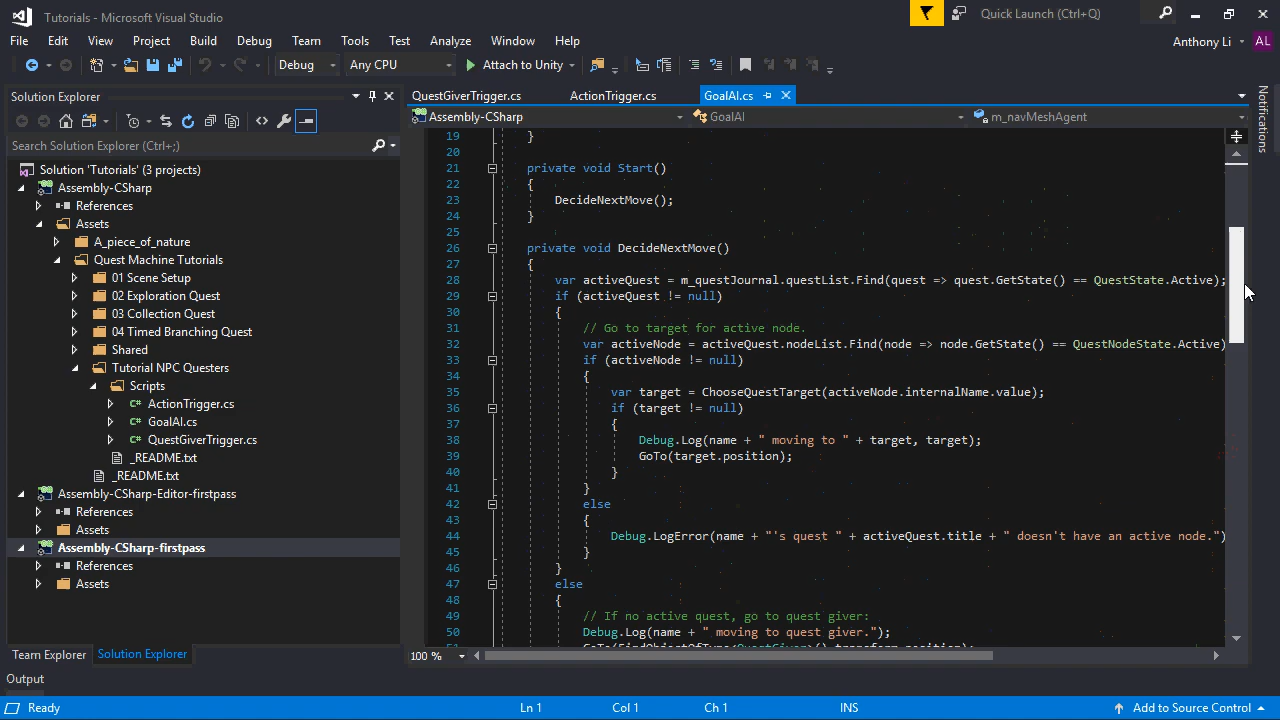 Tutorials - Microsoft Visual Studio
Quick Launch (Ctrl+Q)
File Edit View Project Build Debug Team Tools Test Analyze Window Help
Anthony Li AL
Debug Any CPU Attach to Unity
Solution Explorer
Search Solution Explorer (Ctrl+;)
Solution 'Tutorials' (3 projects)
Assembly-CSharp
References
Assets
A_piece_of_nature
Quest Machine Tutorials
01 Scene Setup
02 Exploration Quest
03 Collection Quest
04 Timed Branching Quest
Shared
Tutorial NPC Questers
Scripts
C# ActionTrigger.cs
C# GoalAI.cs
C# QuestGiverTrigger.cs
_README.txt
_README.txt
Assembly-CSharp-Editor-firstpass
References
Assets
Assembly-CSharp-firstpass
References
Assets
Team Explorer Solution Explorer
QuestGiverTrigger.cs ActionTrigger.cs GoalAI.cs
Assembly-CSharp GoalAI m_navMeshAgent
19 }
20
21 private void Start()
22 {
23 DecideNextMove();
24 }
25
26 private void DecideNextMove()
27 {
28 var activeQuest = m_questJournal.questList.Find(quest => quest.GetState() == QuestState.Active);
29 if (activeQuest != null)
30 {
31 // Go to target for active node.
32 var activeNode = activeQuest.nodeList.Find(node => node.GetState() == QuestNodeState.Active)
33 if (activeNode != null)
34 {
35 var target = ChooseQuestTarget(activeNode.internalName.value);
36 if (target != null)
37 {
38 Debug.Log(name + " moving to " + target, target);
39 GoTo(target.position);
40 }
41 }
42 else
43 {
44 Debug.LogError(name + "'s quest " + activeQuest.title + " doesn't have an active node.")
45 }
46 }
47 else
48 {
49 // If no active quest, go to quest giver:
50 Debug.Log(name + " moving to quest giver.");
100 %
Notifications
Output
Ready Ln 1 Col 1 Ch 1 INS Add to Source Control